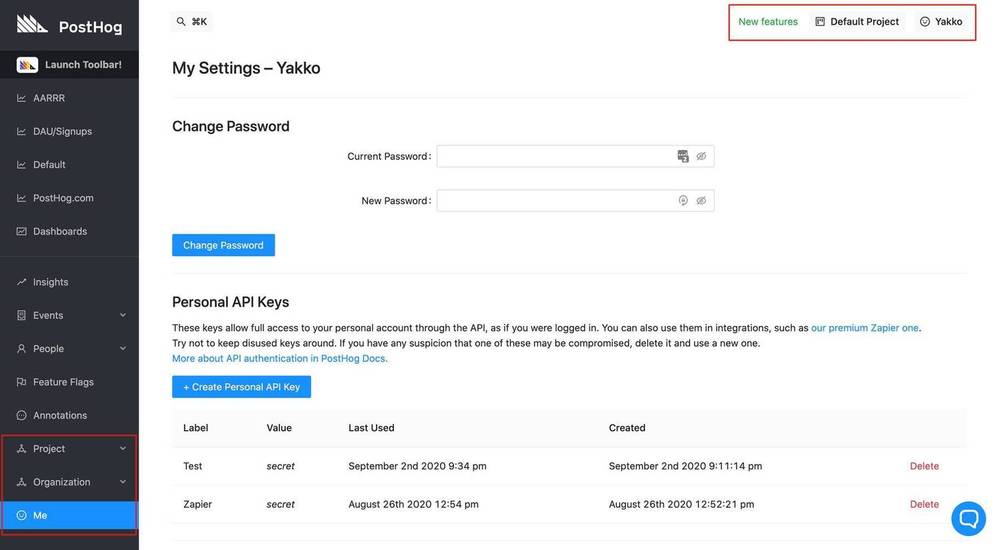 PostHog
⌘K
New features
Default Project
Yakko
Launch Toolbar!
AARRR
DAU/Signups
Default
PostHog.com
Dashboards
Insights
Events
People
Feature Flags
Annotations
Project
Organization
Me
My Settings – Yakko
Change Password
Current Password:
New Password:
Change Password
Personal API Keys
These keys allow full access to your personal account through the API, as if you were logged in. You can also use them in integrations, such as our premium Zapier one.
Try not to keep disused keys around. If you have any suspicion that one of these may be compromised, delete it and use a new one.
More about API authentication in PostHog Docs.
+ Create Personal API Key
Label Value Last Used Created
Test secret September 2nd 2020 9:34 pm September 2nd 2020 9:11:14 pm Delete
Zapier secret August 26th 2020 12:54 pm August 26th 2020 12:52:21 pm Delete